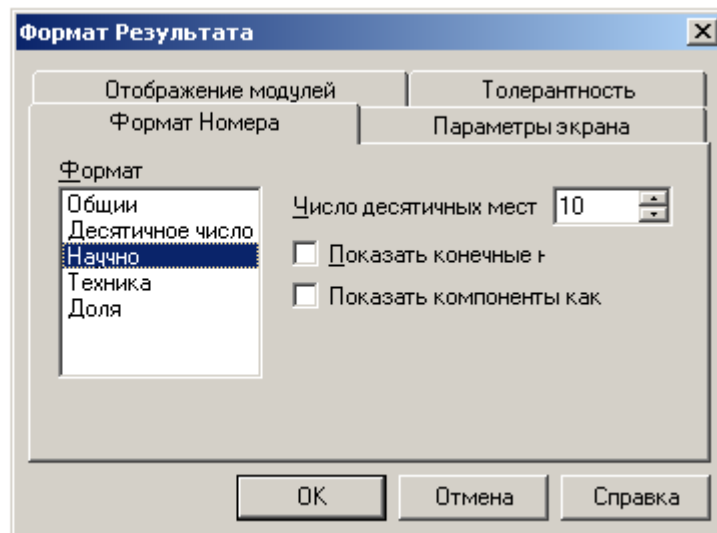 Формат Результата
Отображение модулей
Толерантность
Формат Номера
Параметры экрана
Формат
Общии
Десятичное число
Научно
Техника
Доля
Число десятичных мест 10
Показать конечные н
Показать компоненты как
OK
Отмена
Справка